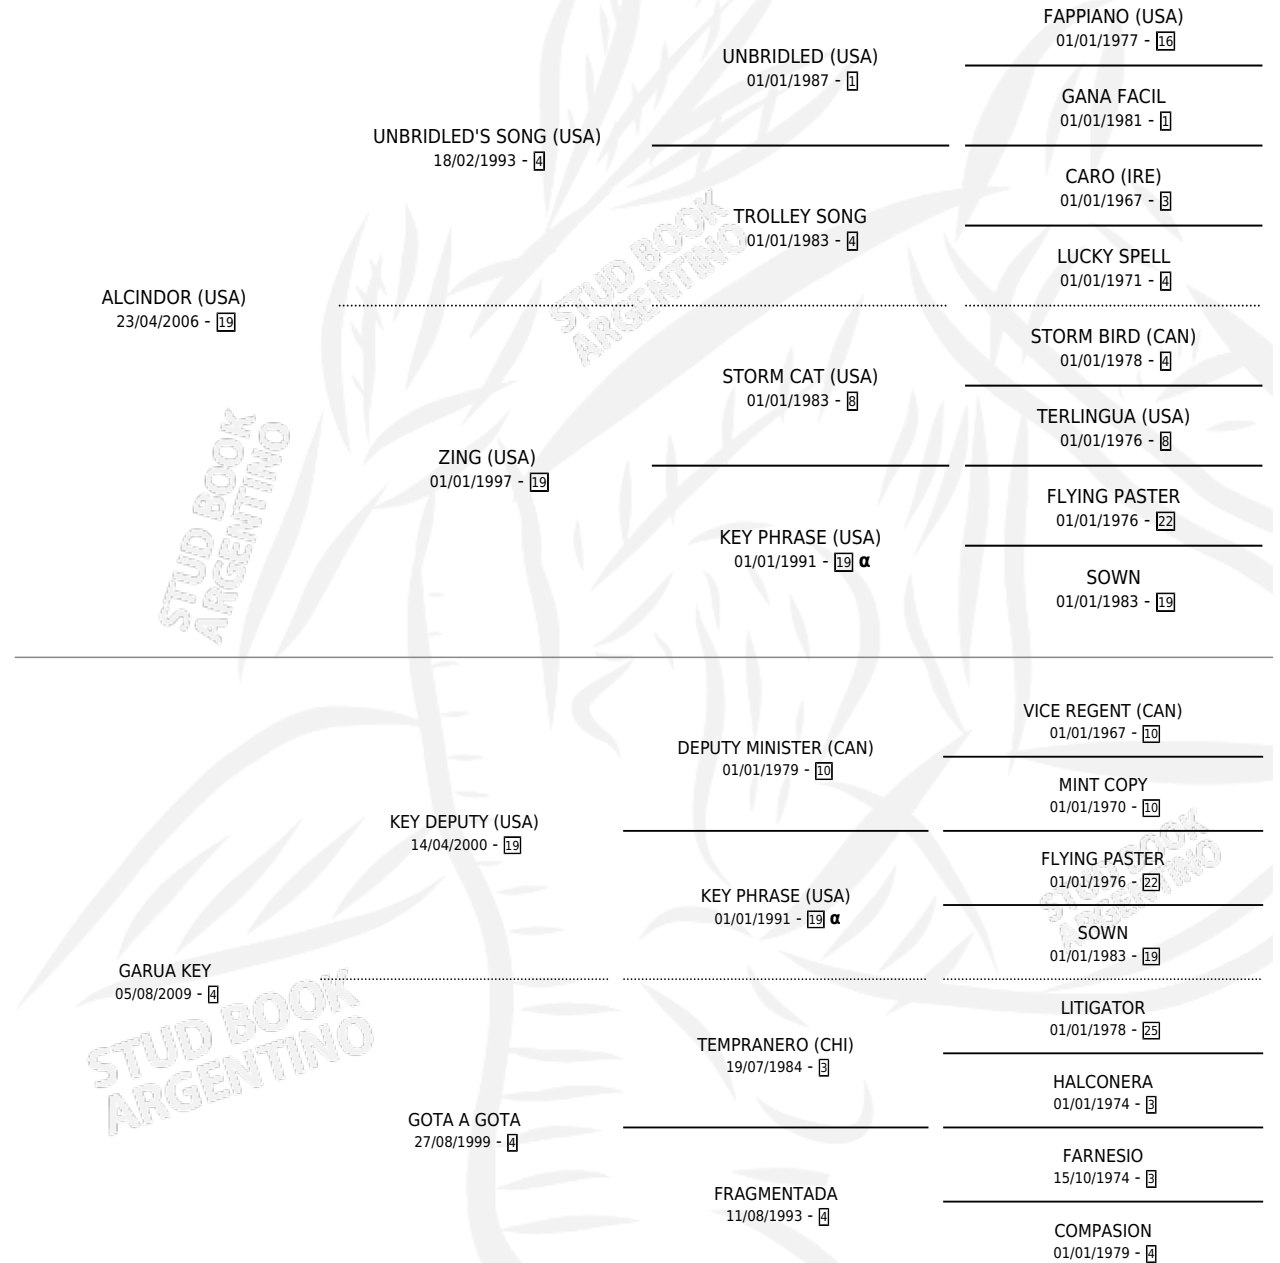 FAPPIANO (USA)
01/01/1977 - 16
UNBRIDLED (USA)
01/01/1987 - 1
GANA FACIL
01/01/1981 - 1
UNBRIDLED'S SONG (USA)
18/02/1993 - 4
CARO (IRE)
01/01/1967 - 3
TROLLEY SONG
01/01/1983 - 4
LUCKY SPELL
01/01/1971 - 4
ALCINDOR (USA)
23/04/2006 - 19
STORM BIRD (CAN)
01/01/1978 - 4
STORM CAT (USA)
01/01/1983 - 8
TERLINGUA (USA)
01/01/1976 - 8
ZING (USA)
01/01/1997 - 19
FLYING PASTER
01/01/1976 - 22
KEY PHRASE (USA)
01/01/1991 - 19 α
SOWN
01/01/1983 - 19
VICE REGENT (CAN)
01/01/1967 - 10
DEPUTY MINISTER (CAN)
01/01/1979 - 10
MINT COPY
01/01/1970 - 10
KEY DEPUTY (USA)
14/04/2000 - 19
FLYING PASTER
01/01/1976 - 22
KEY PHRASE (USA)
01/01/1991 - 19 α
SOWN
01/01/1983 - 19
GARUA KEY
05/08/2009 - 4
LITIGATOR
01/01/1978 - 25
TEMPRANERO (CHI)
19/07/1984 - 3
HALCONERA
01/01/1974 - 3
GOTA A GOTA
27/08/1999 - 4
FARNESIO
15/10/1974 - 3
FRAGMENTADA
11/08/1993 - 4
COMPASION
01/01/1979 - 4
STUD BOOK
ARGENTINO
STUD BOOK
ARGENTINO
STUD BOOK
ARGENTINO
STUD BOOK
ARGENTINO